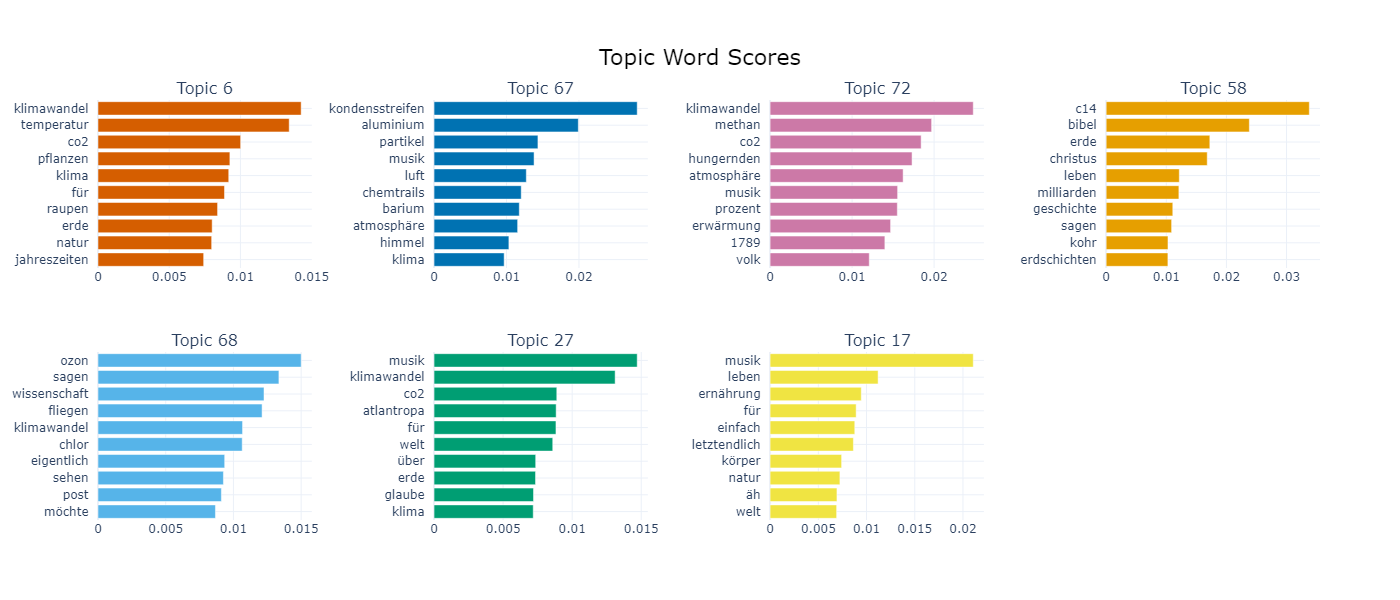 Topic Word Scores
Topic 6
klimawandel
temperatur
co2
pflanzen
klima
für
raupen
erde
natur
jahreszeiten
0 0.005 0.01 0.015
Topic 67
kondensstreifen
aluminium
partikel
musik
luft
chemtrails
barium
atmosphäre
himmel
klima
0 0.01 0.02
Topic 72
klimawandel
methan
co2
hungernden
atmosphäre
musik
prozent
erwärmung
1789
volk
0 0.01 0.02
Topic 58
c14
bibel
erde
christus
leben
milliarden
geschichte
sagen
kohr
erdschichten
0 0.01 0.02 0.03
Topic 68
ozon
sagen
wissenschaft
fliegen
klimawandel
chlor
eigentlich
sehen
post
möchte
0 0.005 0.01 0.015
Topic 27
musik
klimawandel
co2
atlantropa
für
welt
über
erde
glaube
klima
0 0.005 0.01 0.015
Topic 17
musik
leben
ernährung
für
einfach
letztendlich
körper
natur
äh
welt
0 0.005 0.01 0.015 0.02